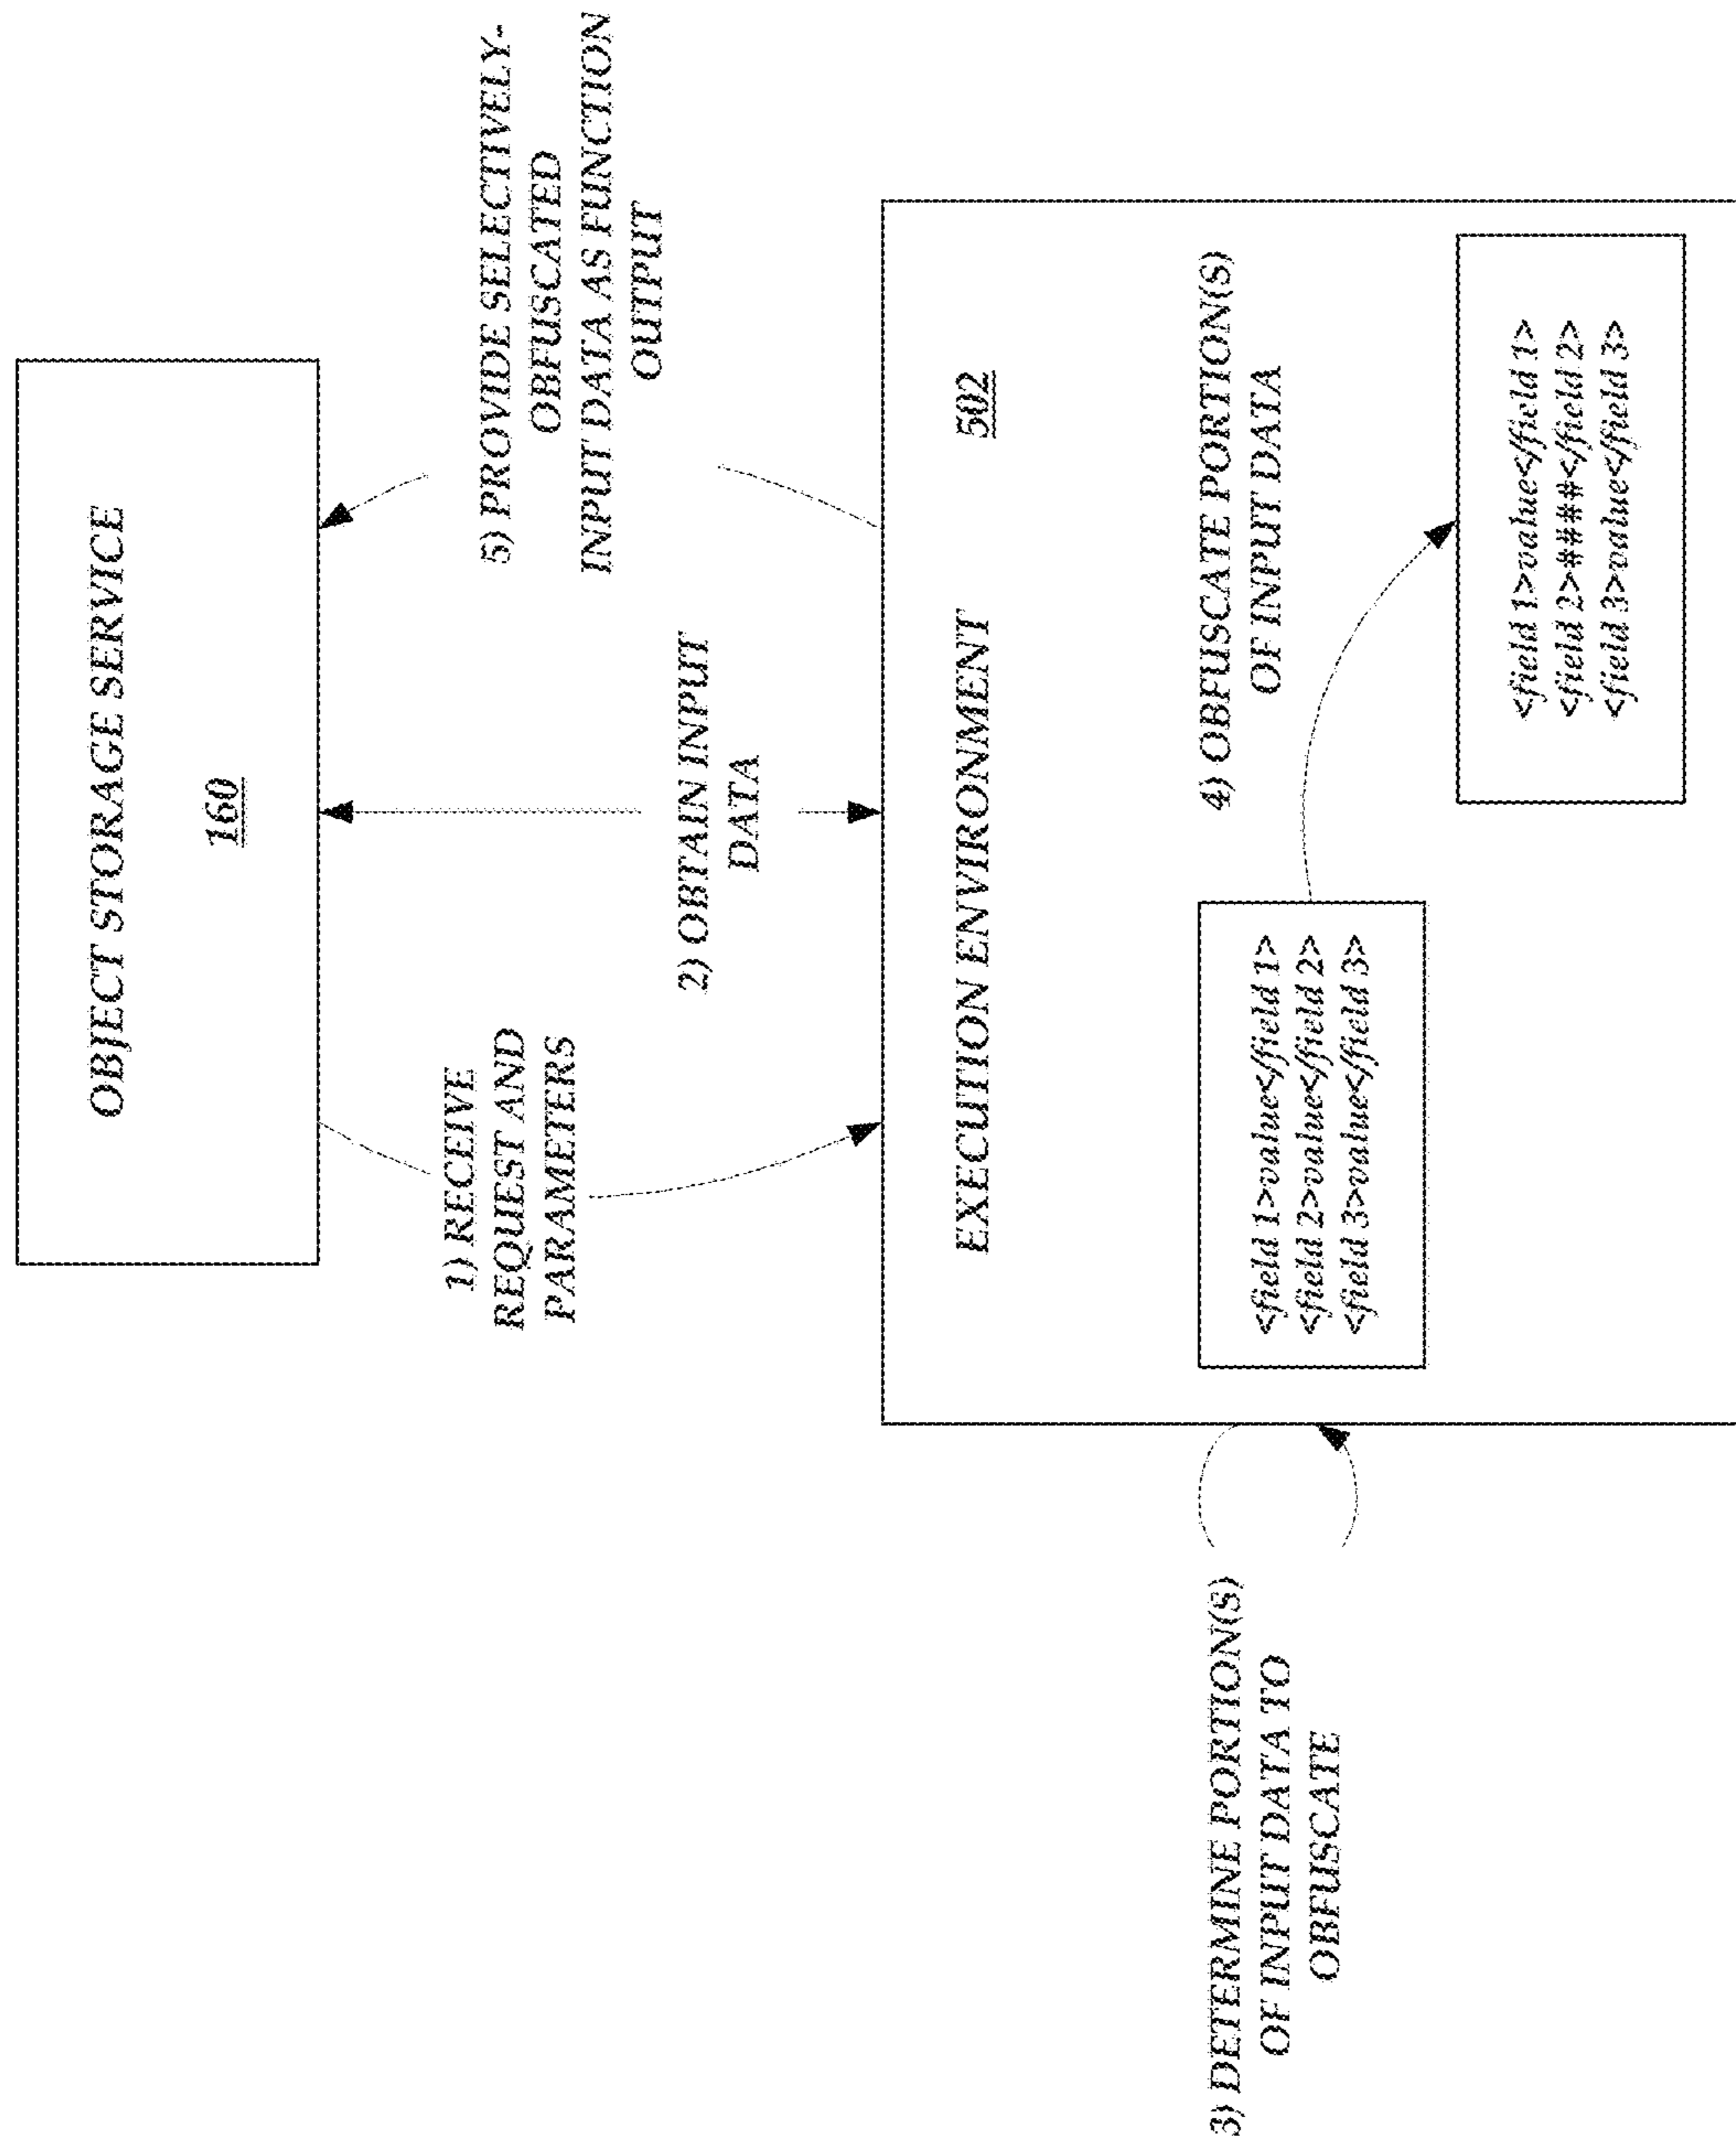 OBJECT STORAGE SERVICE
160
1) RECEIVE
REQUEST AND
PARAMETERS
2) OBTAIN INPUT
DATA
5) PROVIDE SELECTIVELY-
OBFUSCATED
INPUT DATA AS FUNCTION
OUTPUT
EXECUTION ENVIRONMENT
502
3) DETERMINE PORTION(S)
OF INPUT DATA TO
OBFUSCATE
<field 1>value</field 1>
<field 2>value</field 2>
<field 3>value</field 3>
4) OBFUSCATE PORTION(S)
OF INPUT DATA
<field 1>value</field 1>
<field 2>####</field 2>
<field 3>value</field 3>